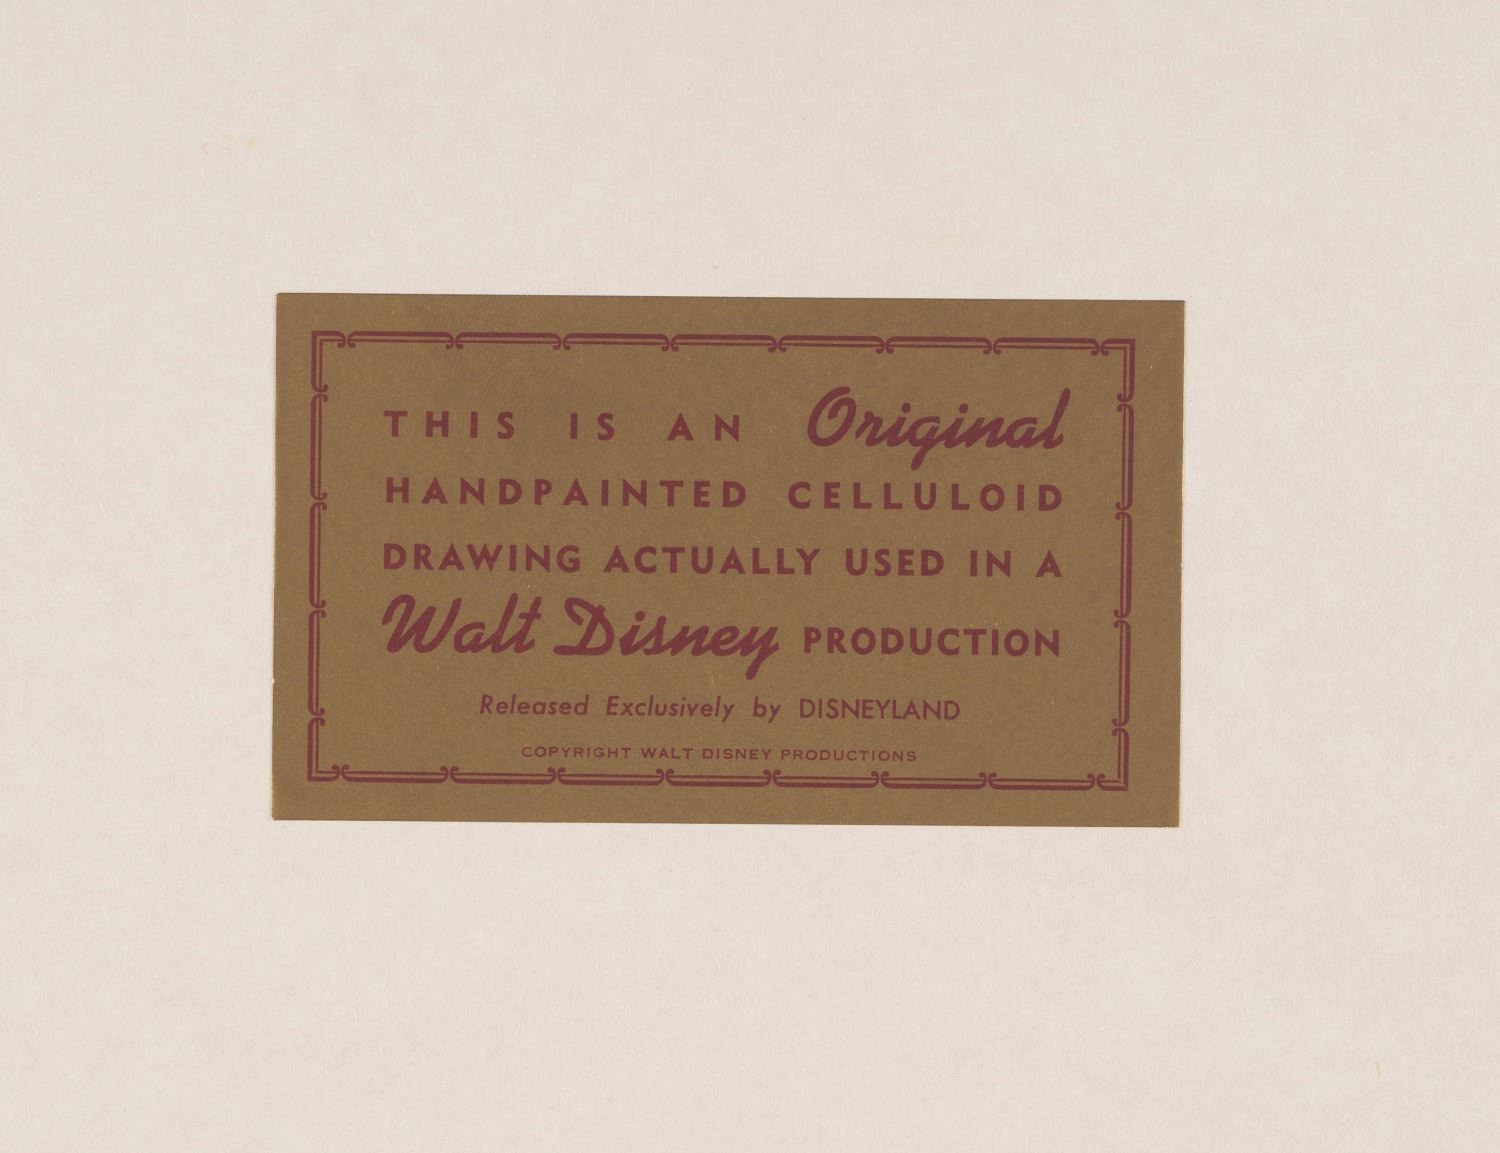 THIS IS AN Original
HANDPAINTED CELLULOID
DRAWING ACTUALLY USED IN A
Walt Disney PRODUCTION
Released Exclusively by DISNEYLAND
COPYRIGHT WALT DISNEY PRODUCTIONS